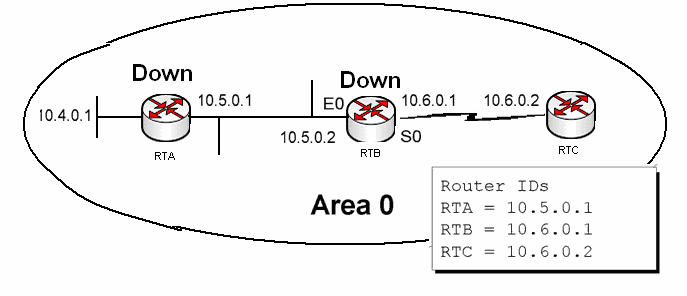 Down
Down
10.4.0.1
10.5.0.1
E0
10.6.0.1
10.6.0.2
10.5.0.2
S0
RTA
RTB
RTC
Area 0
Router IDs
RTA = 10.5.0.1
RTB = 10.6.0.1
RTC = 10.6.0.2